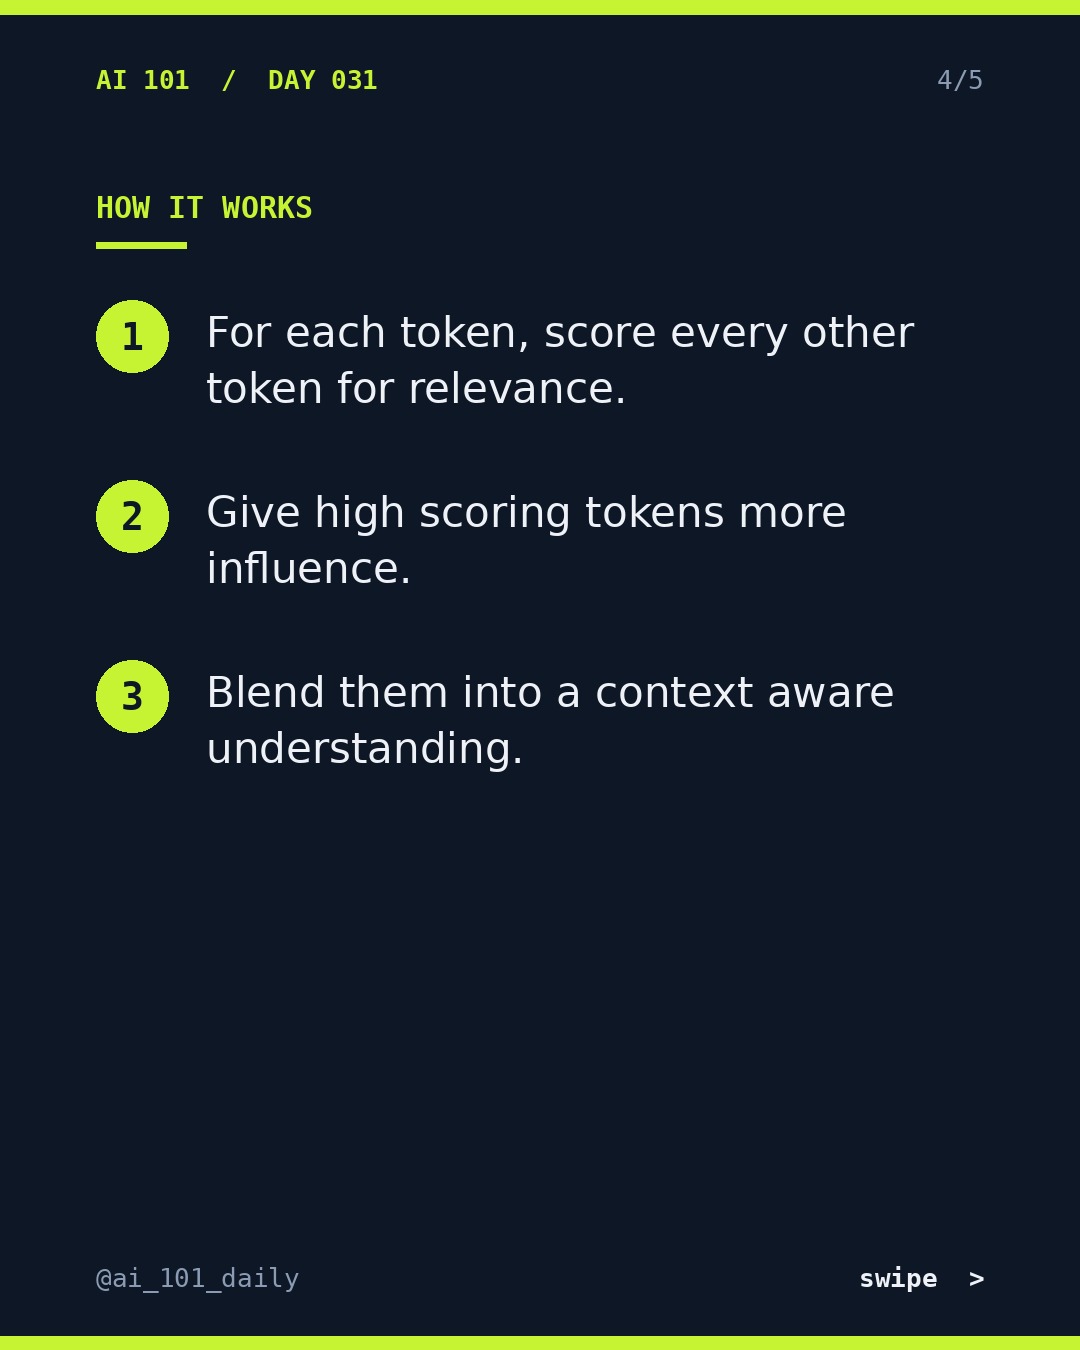 AI 101 / DAY 031
4/5
HOW IT WORKS
1 For each token, score every other
token for relevance.
2 Give high scoring tokens more
influence.
3 Blend them into a context aware
understanding.
@ai_101_daily
swipe >